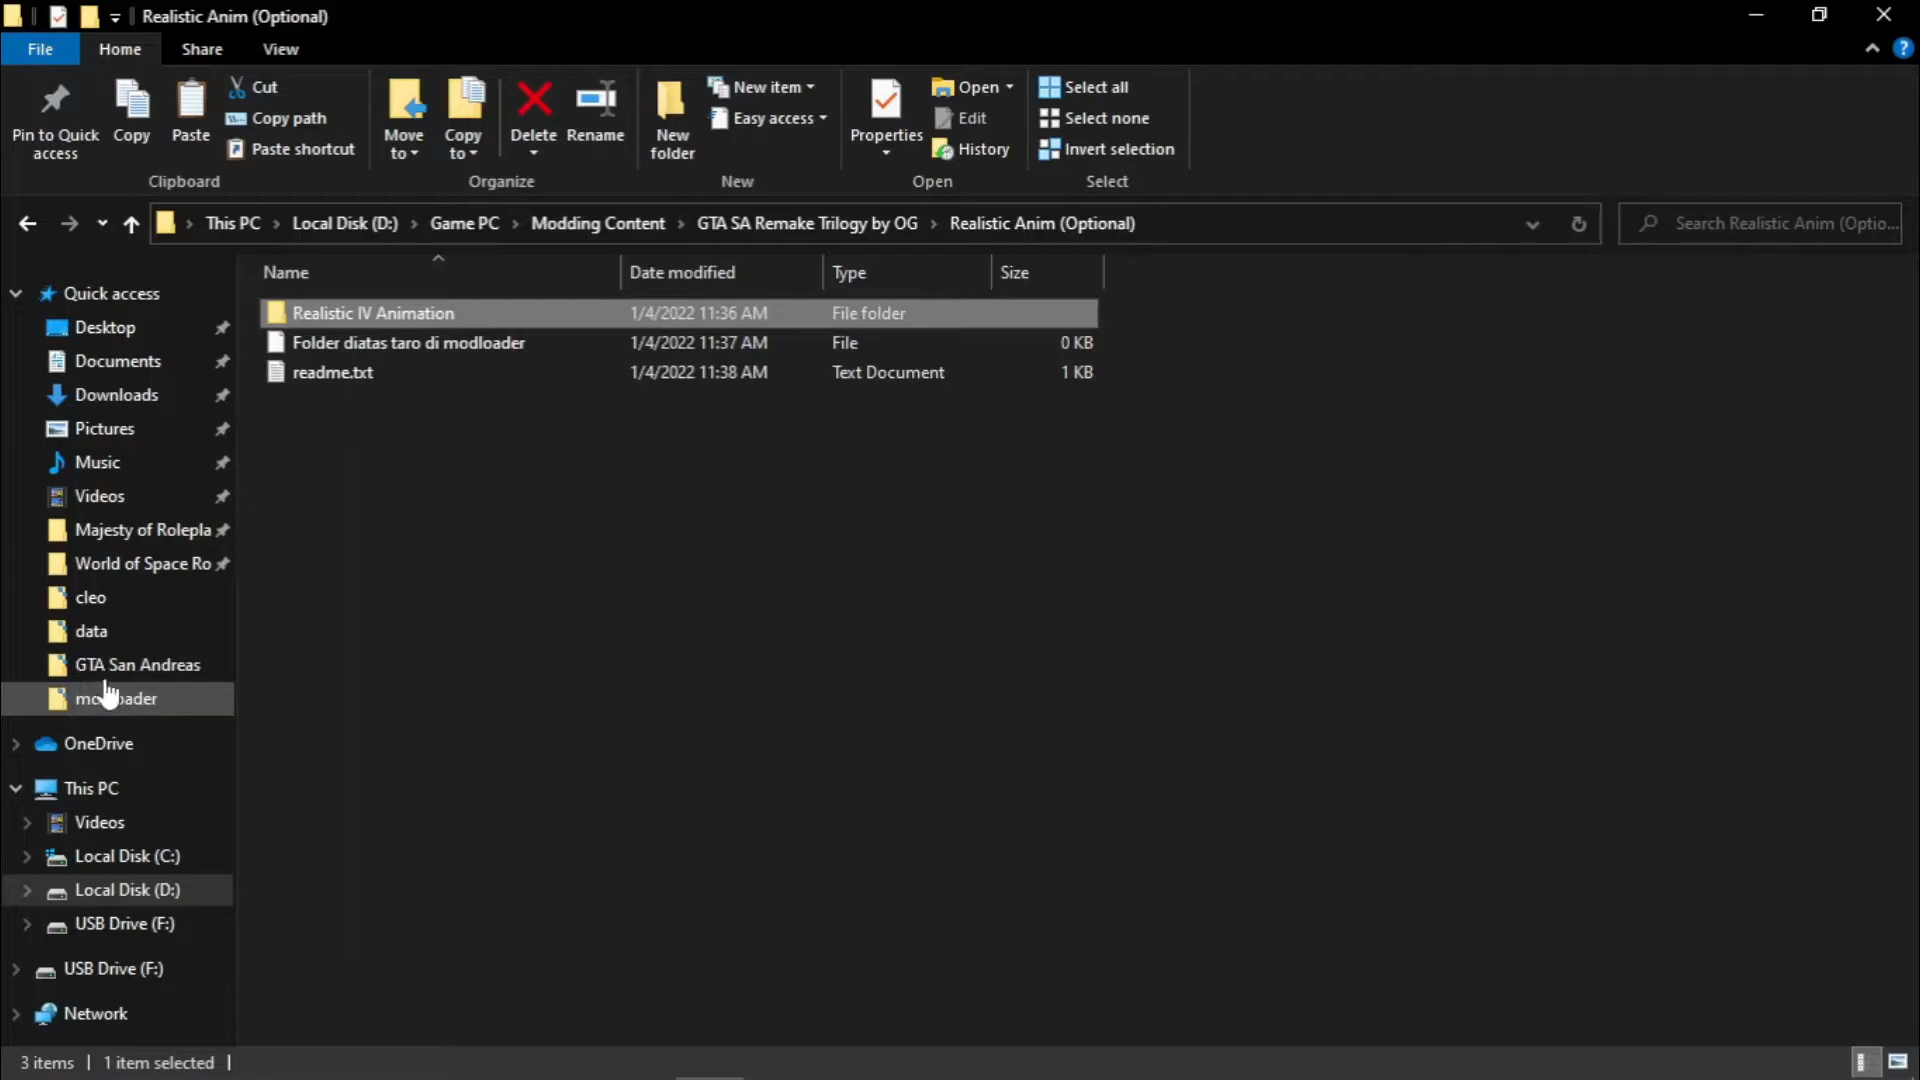 Realistic Anim (Optional)
File Home Share View
Pin to Quick access
Copy
Paste
Cut
Copy path
Paste shortcut
Clipboard
Move to
Copy to
Delete
Rename
Organize
New folder
New item
Easy access
New
Properties
Open
Edit
History
Open
Select all
Select none
Invert selection
Select
This PC > Local Disk (D:) > Game PC > Modding Content > GTA SA Remake Trilogy by OG > Realistic Anim (Optional)
Search Realistic Anim (Optio...
Name Date modified Type Size
Realistic IV Animation 1/4/2022 11:36 AM File folder
Folder diatas taro di modloader 1/4/2022 11:37 AM File 0 KB
readme.txt 1/4/2022 11:38 AM Text Document 1 KB
Quick access
Desktop
Documents
Downloads
Pictures
Music
Videos
Majesty of Rolepla
World of Space Ro
cleo
data
GTA San Andreas
OneDrive
This PC
Videos
Local Disk (C:)
Local Disk (D:)
USB Drive (F:)
USB Drive (F:)
Network
3 items | 1 item selected |